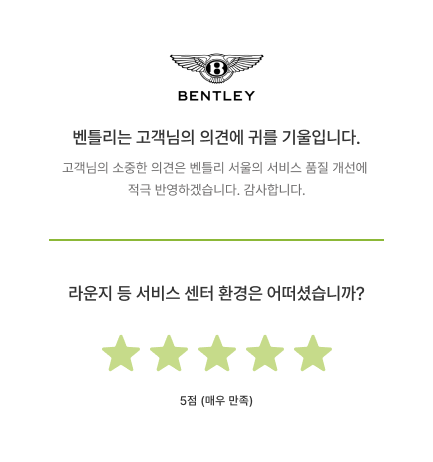 B
BENTLEY
벤틀리는 고객님의 의견에 귀를 기울입니다.
고객님의 소중한 의견은 벤틀리 서울의 서비스 품질 개선에
적극 반영하겠습니다. 감사합니다.
라운지 등 서비스 센터 환경은 어떠셨습니까?
5점 (매우 만족)